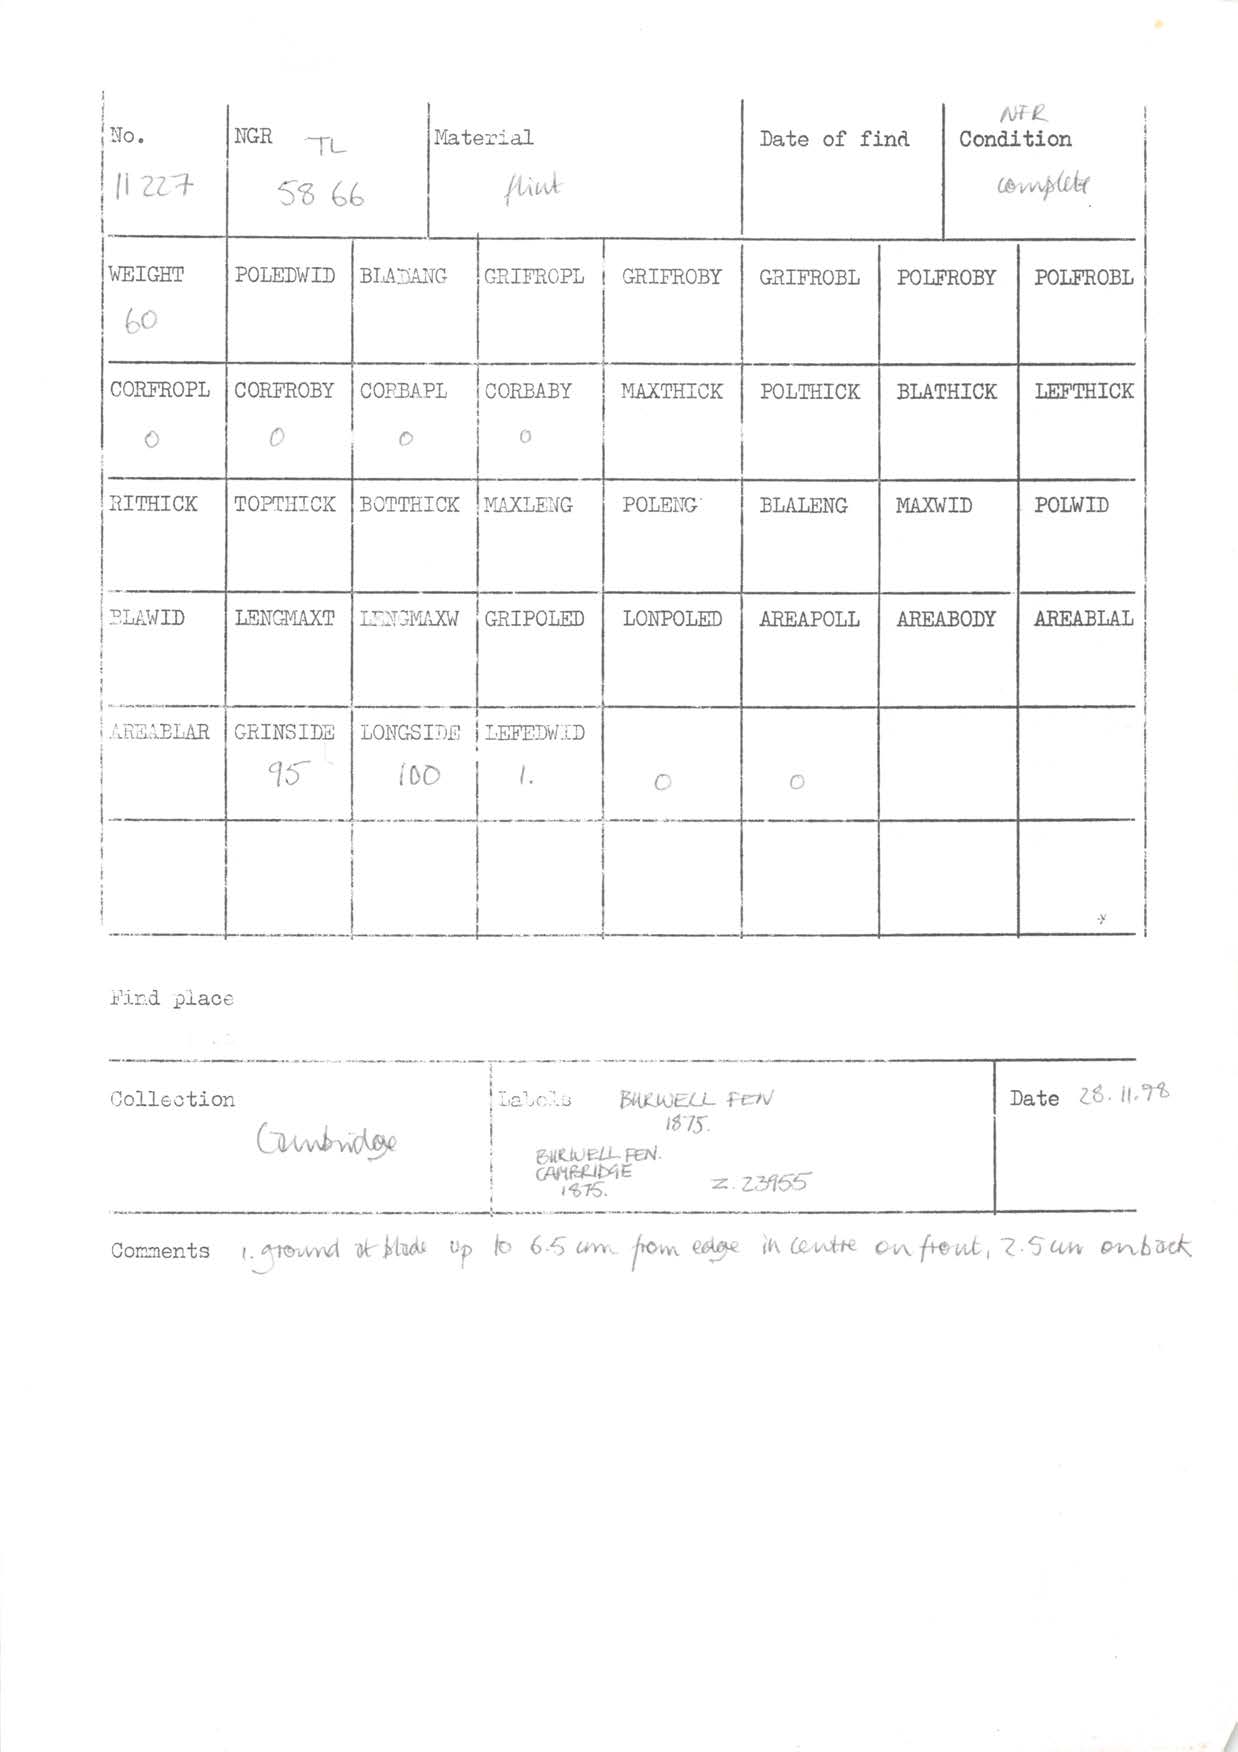 NFR
No. NGR TL Material Date of find Condition
11 227 58 66 flint complete
WEIGHT POLEDWID BLADANG GRIFROPL GRIFROBY GRIFROBL POLFROBY POLFROBL
60
CORFROPL CORFROBY CORBAPL CORBABY MAXTHICK POLTHICK BLATHICK LEFTHICK
0 0 0 0
RITHICK TOPTHICK BOTTHICK MAXLENG POLENG BLALENG MAXWID POLWID
BLAWID LENGMAXT LENGMAXW GRIPOLED LONPOLED AREAPOLL AREABODY AREABLAL
AREABLAR GRINSIDE LONGSIDE LEFEDWID
95 100 1. 0 0
Find place
Collection Labels BURWELL FEN Date 28.11.98
1875.
Cambridge BURWELL FEN.
CAMBRIDGE
1875. Z. 23955
Comments 1. ground at blade up to 6.5 cm from edge in centre on front, 2.5 cm on back